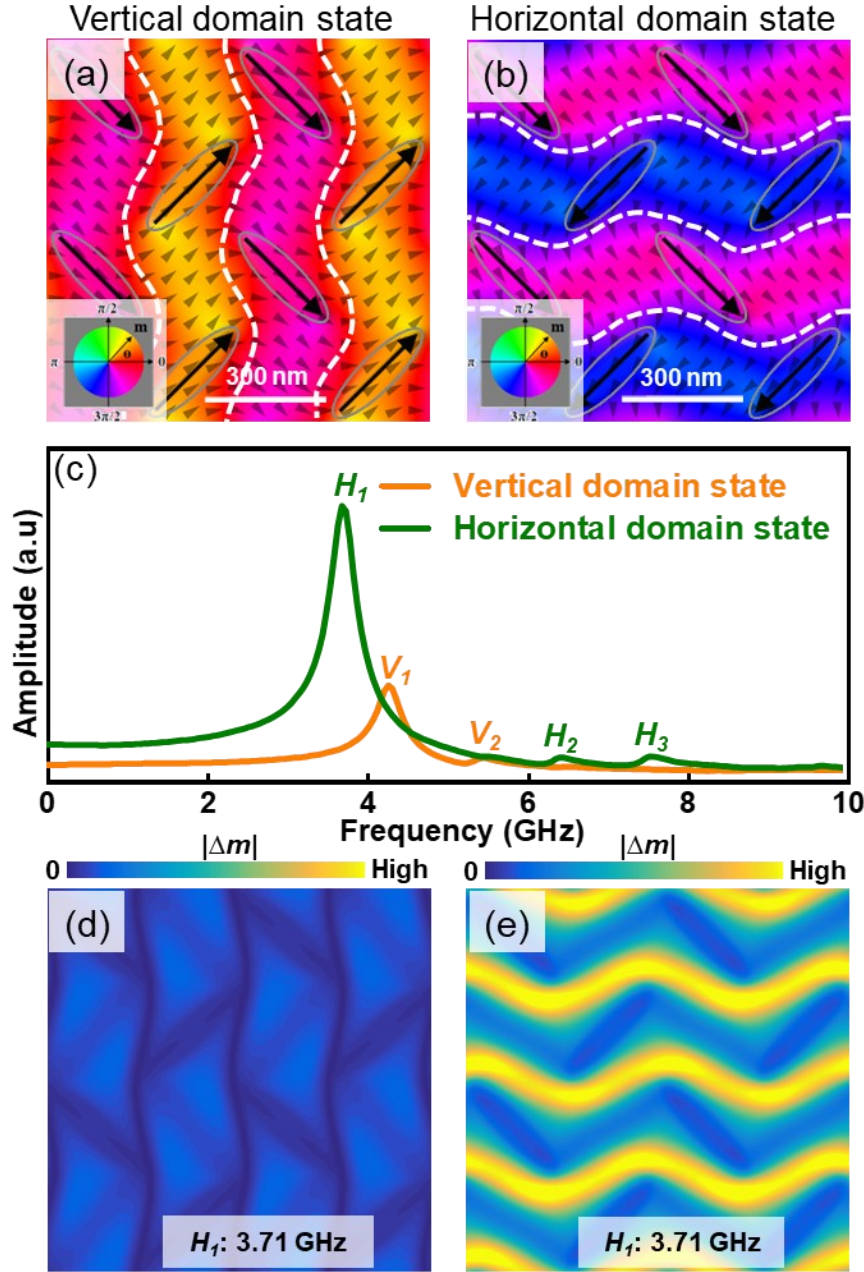 Vertical domain state
Horizontal domain state
(a)
(b)
π/2
m
π
φ
0
3π/2
300 nm
π/2
m
π
φ
0
3π/2
300 nm
(c)
H1
Vertical domain state
Horizontal domain state
V1
V2
H2
H3
Amplitude (a.u)
0
2
4
6
8
10
Frequency (GHz)
|Δm|
0
High
|Δm|
0
High
(d)
(e)
H1: 3.71 GHz
H1: 3.71 GHz